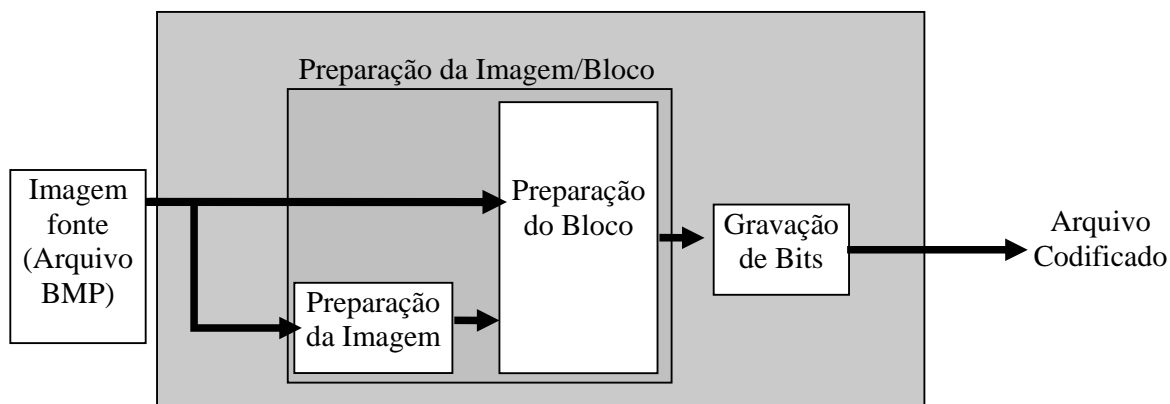 Preparação da Imagem/Bloco
Imagem
fonte
(Arquivo
BMP)
Preparação
do Bloco
Preparação
da Imagem
Gravação
de Bits
Arquivo
Codificado